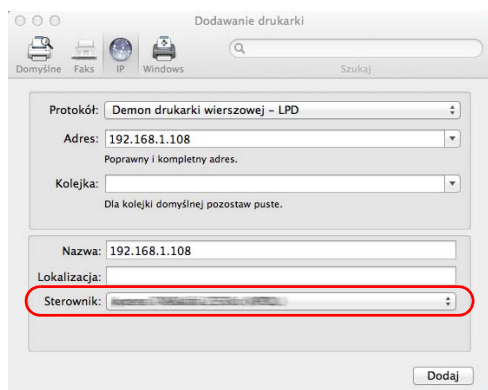 Dodawanie drukarki
Domyślne Faks IP Windows Szukaj
Protokół: Demon drukarki wierszowej – LPD
Adres: 192.168.1.108
Poprawny i kompletny adres.
Kolejka:
Dla kolejki domyślnej pozostaw puste.
Nazwa: 192.168.1.108
Lokalizacja:
Sterownik:
Dodaj